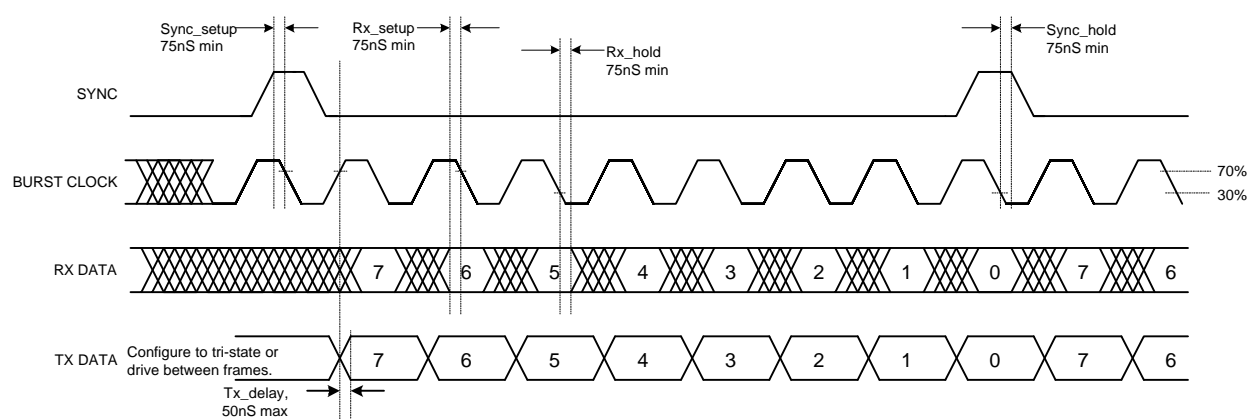 Sync_setup
75nS min
Rx_setup
75nS min
Rx_hold
75nS min
Sync_hold
75nS min
SYNC
BURST CLOCK
70%
30%
RX DATA
7 6 5 4 3 2 1 0 7 6
TX DATA
Configure to tri-state or
drive between frames.
7 6 5 4 3 2 1 0 7 6
Tx_delay,
50nS max